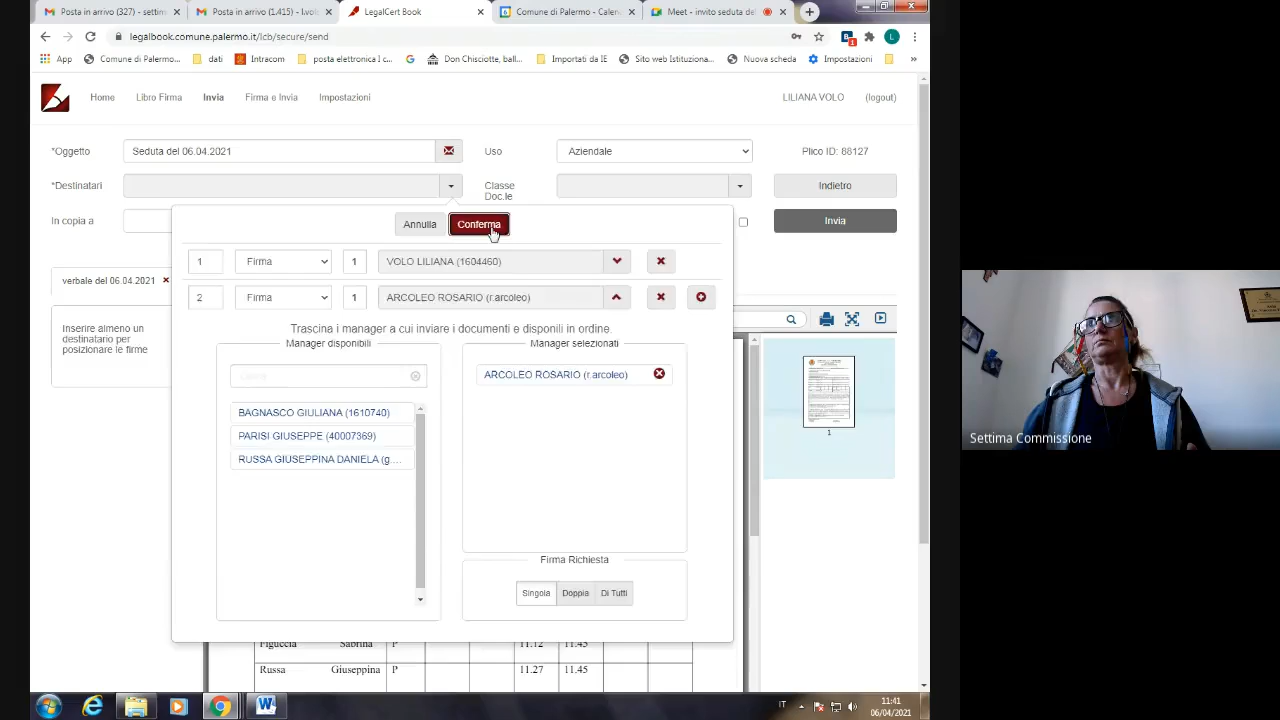 Posta in arrivo (327) - settim
Posta in arrivo (1.415) - l.volo
LegalCert Book
Comune di Palermo - Calen
Meet - invito seduta si
legalbook.comune.palermo.it/lcb/secure/send
App
Comune di Palermo...
dati
Intracom
posta elettronica l c...
Don Chisciotte, ball...
Importati da IE
Sito web Istituziona...
Nuova scheda
Impostazioni
»
Home
Libro Firma
Invia
Firma e Invia
Impostazioni
LILIANA VOLO
(logout)
*Oggetto
Seduta del 06.04.2021
Uso
Aziendale
Plico ID: 88127
*Destinatari
Classe
Doc.le
Indietro
In copia a
Invia
Annulla
Conferma
verbale del 06.04.2021
1
Firma
1
VOLO LILIANA (1604460)
2
Firma
1
ARCOLEO ROSARIO (r.arcoleo)
Inserire almeno un
destinatario per
posizionare le firme
Trascina i manager a cui inviare i documenti e disponili in ordine.
Manager disponibili
Manager selezionati
ARCOLEO ROSARIO (r.arcoleo)
BAGNASCO GIULIANA (1610740)
PARISI GIUSEPPE (40007369)
RUSSA GIUSEPPINA DANIELA (g....
1
Settima Commissione
Firma Richiesta
Singola
Doppia
Di Tutti
Figuccia Sabrina P 11.12 11.45
Russa Giuseppina P 11.27 11.45
IT
11:41
06/04/2021